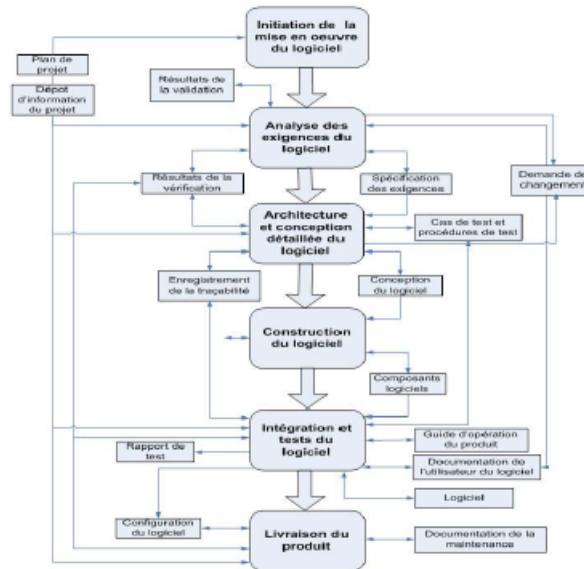 Initiation de la
mise en oeuvre
du logiciel
Plan de
projet
Dépôt
d'information
du projet
Résultats de
la validation
Analyse des
exigences du
logiciel
Résultats de la
vérification
Spécification
des exigences
Demande de
changement
Architecture
et conception
détaillée du
logiciel
Cas de test et
procédures de test
Enregistrement
de la traçabilité
Conception
du logiciel
Construction
du logiciel
Composants
logiciels
Intégration et
tests du
logiciel
Rapport de
test
Guide d'opération
du produit
Documentation de
l'utilisateur du logiciel
Logiciel
Configuration
du logiciel
Livraison du
produit
Documentation de la
maintenance